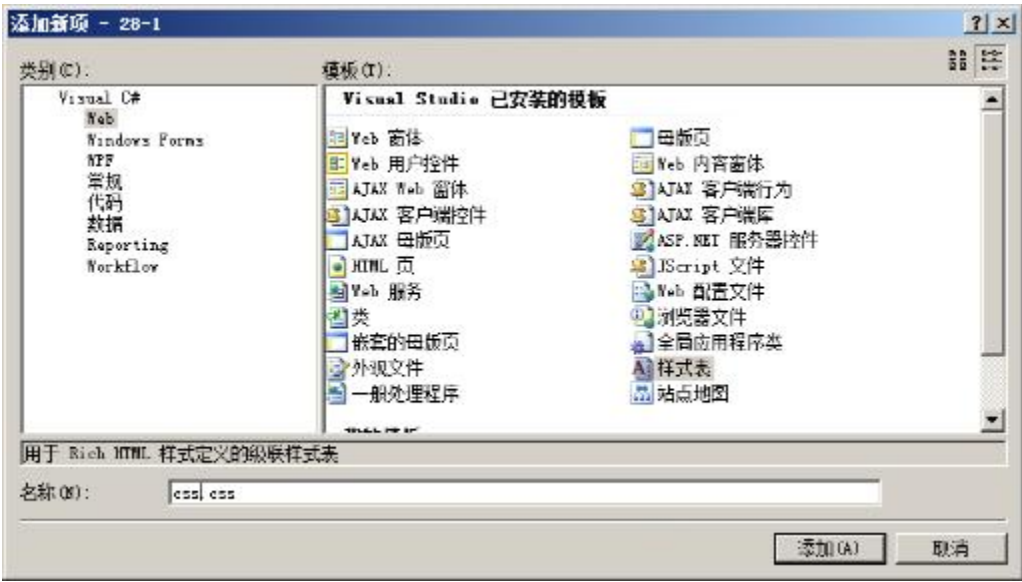 添加新项 - 28-1
类别(C):
模板(T):
Visual C#
Web
Windows Forms
WPF
常规
代码
数据
Reporting
Workflow
Visual Studio 已安装的模板
Web 窗体
母版页
Web 用户控件
Web 内容窗体
AJAX Web 窗体
AJAX 客户端行为
AJAX 客户端控件
AJAX 客户端库
AJAX 母版页
ASP.NET 服务器控件
HTML 页
JScript 文件
Web 服务
Web 配置文件
类
浏览器文件
嵌套的母版页
全局应用程序类
外观文件
样式表
一般处理程序
站点地图
用于 Rich HTML 样式定义的级联样式表
名称(N):
css.css
添加(A)
取消